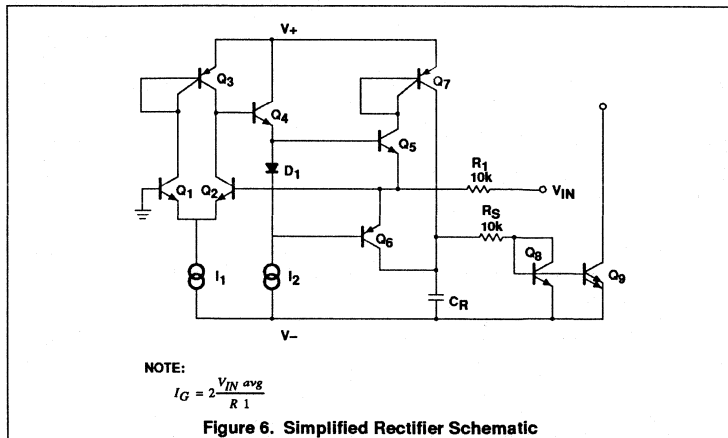 V+
Q3
Q7
Q4
Q5
D1
R1
10k
VIN
Q1
Q2
Q6
RS
10k
Q8
Q9
I1
I2
CR
V−
NOTE:
IG = 2 VIN avg / R 1
Figure 6. Simplified Rectifier Schematic